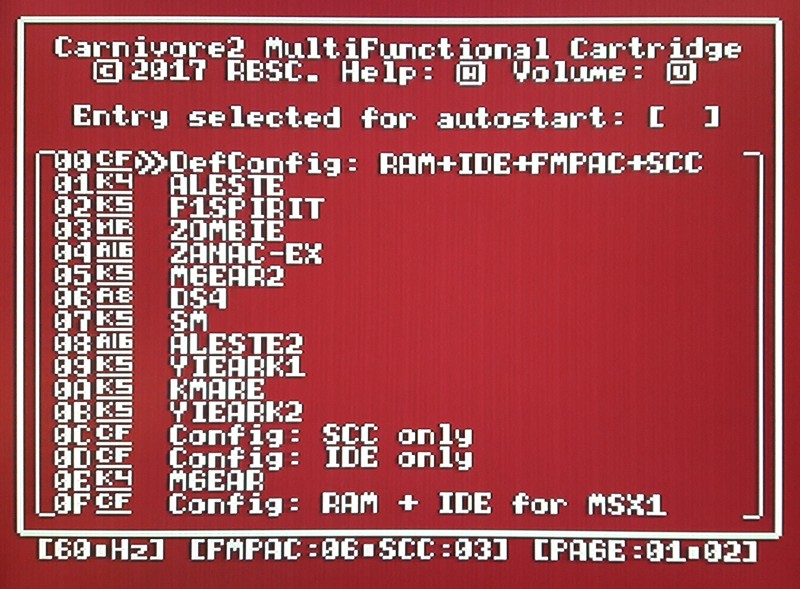 Carnivore2 MultiFunctional Cartridge
©2017 RBSC. Help: [H] Volume: [V]
Entry selected for autostart: [ ]
00 CF >>DefConfig: RAM+IDE+FMPAC+SCC
01 K4 ALESTE
02 K5 F1SPIRIT
03 MR ZOMBIE
04 A16 ZANAC-EX
05 K5 MGEAR2
06 A8 DS4
07 K5 SM
08 A16 ALESTE2
09 K5 YIEARK1
0A K5 KMARE
0B K5 YIEARK2
0C CF Config: SCC only
0D CF Config: IDE only
0E K4 MGEAR
0F CF Config: RAM + IDE for MSX1
[60▪Hz] [FMPAC:06▪SCC:03] [PAGE:01▪02]